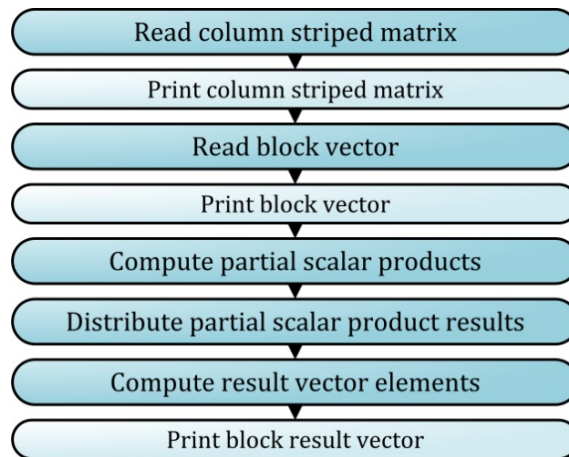 Read column striped matrix
Print column striped matrix
Read block vector
Print block vector
Compute partial scalar products
Distribute partial scalar product results
Compute result vector elements
Print block result vector